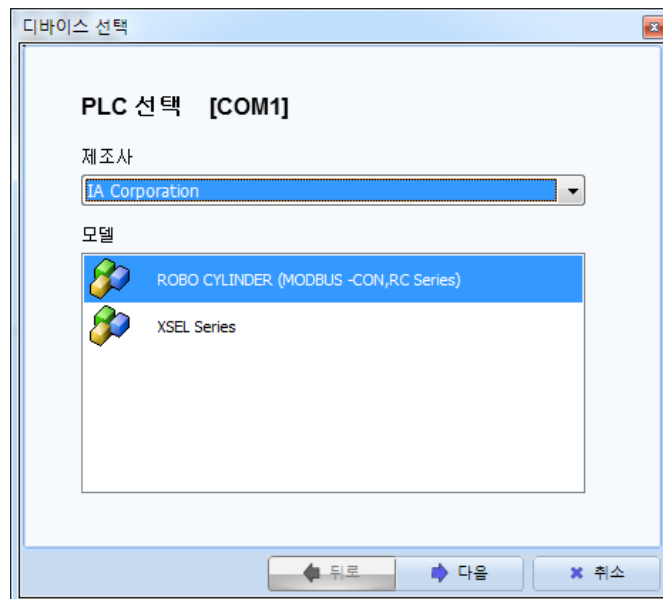 디바이스 선택
PLC 선택 [COM1]
제조사
IA Corporation
모델
ROBO CYLINDER (MODBUS -CON,RC Series)
XSEL Series
뒤로
다음
취소